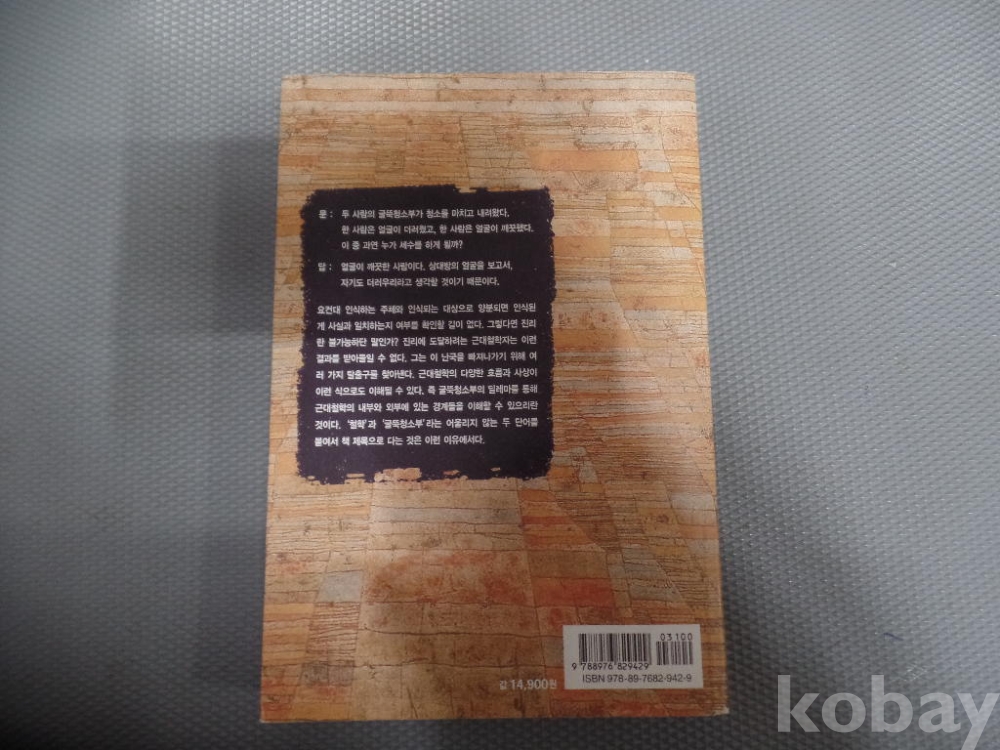 문 : 두 사람의 굴뚝청소부가 청소를 마치고 내려왔다.
한 사람은 얼굴이 더러웠고, 한 사람은 얼굴이 깨끗했다.
이 중 과연 누가 세수를 하게 될까?
답 : 얼굴이 깨끗한 사람이다. 상대방의 얼굴을 보고서,
자기도 더러우리라고 생각할 것이기 때문이다.
요컨대 인식하는 주체와 인식되는 대상으로 양분되면 인식된
게 사실과 일치하는지 여부를 확인할 길이 없다. 그렇다면 진리
란 불가능하단 말인가? 진리에 도달하려는 근대철학자는 이런
결과를 받아들일 수 없다. 그는 이 난국을 빠져나가기 위해 여
러 가지 탈출구를 찾아낸다. 근대철학의 다양한 흐름과 사상이
이런 식으로도 이해될 수 있다. 즉 굴뚝청소부의 딜레마를 통해
근대철학의 내부와 외부에 있는 경계들을 이해할 수 있으리란
것이다. '철학'과 '굴뚝청소부'라는 어울리지 않는 두 단어를
붙여서 책 제목으로 다는 것은 이런 이유에서다.
03100
9 788976 829429
값 14,900원
ISBN 978-89-7682-942-9
kobay